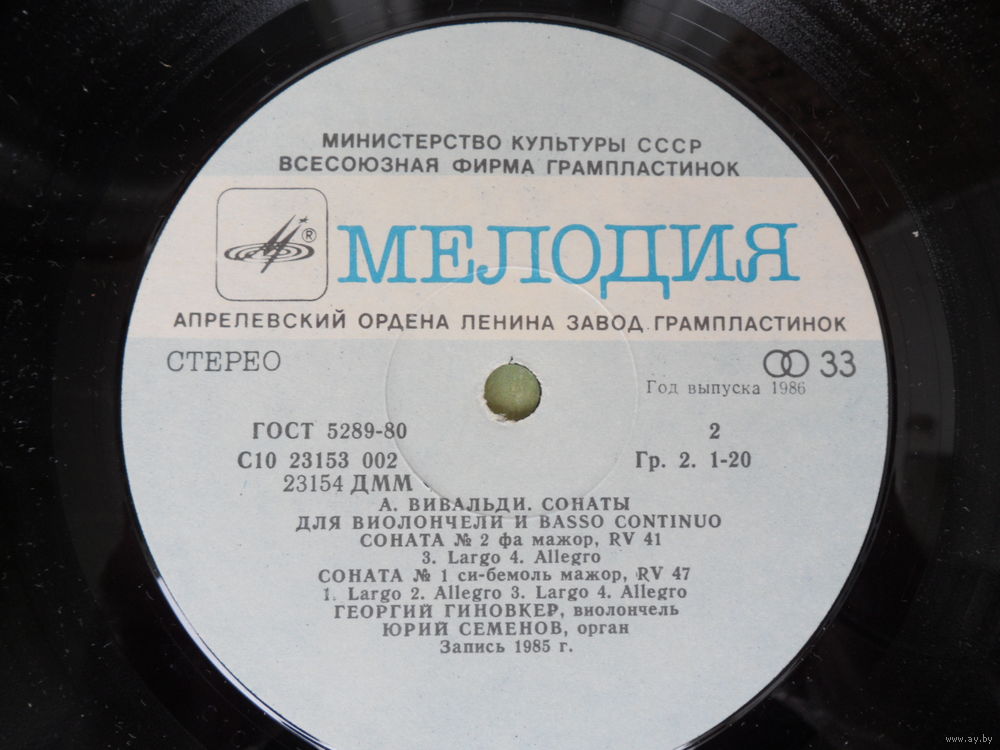 МИНИСТЕРСТВО КУЛЬТУРЫ СССР
ВСЕСОЮЗНАЯ ФИРМА ГРАМПЛАСТИНОК
® МЕЛОДИЯ
АПРЕЛЕВСКИЙ ОРДЕНА ЛЕНИНА ЗАВОД ГРАМПЛАСТИНОК
СТЕРЕО 33
Год выпуска 1986
ГОСТ 5289-80 2
С10 23153 002 Гр. 2. 1-20
23154 ДММ
А. ВИВАЛЬДИ. СОНАТЫ
ДЛЯ ВИОЛОНЧЕЛИ И BASSO CONTINUO
СОНАТА № 2 фа мажор, RV 41
3. Largo 4. Allegro
СОНАТА № 1 си-бемоль мажор, RV 47
1. Largo 2. Allegro 3. Largo 4. Allegro
ГЕОРГИЙ ГИНОВКЕР, виолончель
ЮРИЙ СЕМЕНОВ, орган
Запись 1985 г.
www.ay.by